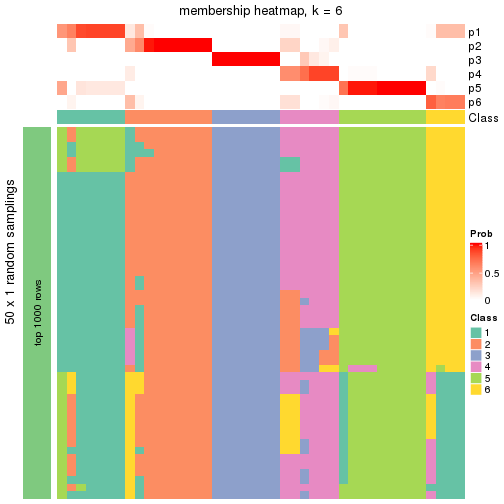 membership heatmap, k = 6
p1
p2
p3
p4
p5
p6
Class
50 x 1 random samplings
top 1000 rows
Prob
1
0.5
0
Class
1
2
3
4
5
6